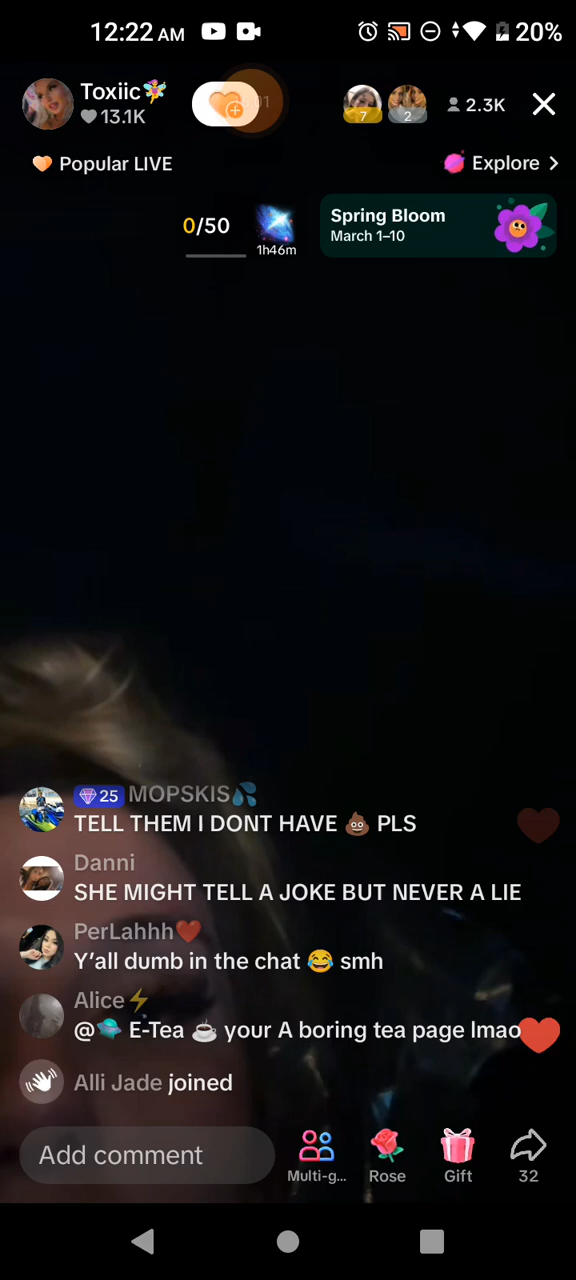 12:22 AM 20%
Toxiic🧚
13.1K
7
2
2.3K
Popular LIVE
Explore
0/50
1h46m
Spring Bloom
March 1–10
25 MOPSKIS💦
TELL THEM I DONT HAVE 💩 PLS
Danni
SHE MIGHT TELL A JOKE BUT NEVER A LIE
PerLahhh❤️
Y’all dumb in the chat 😂 smh
Alice⚡
@🛸 E-Tea ☕ your A boring tea page lmao
Alli Jade joined
Add comment
Multi-g...
Rose
Gift
32